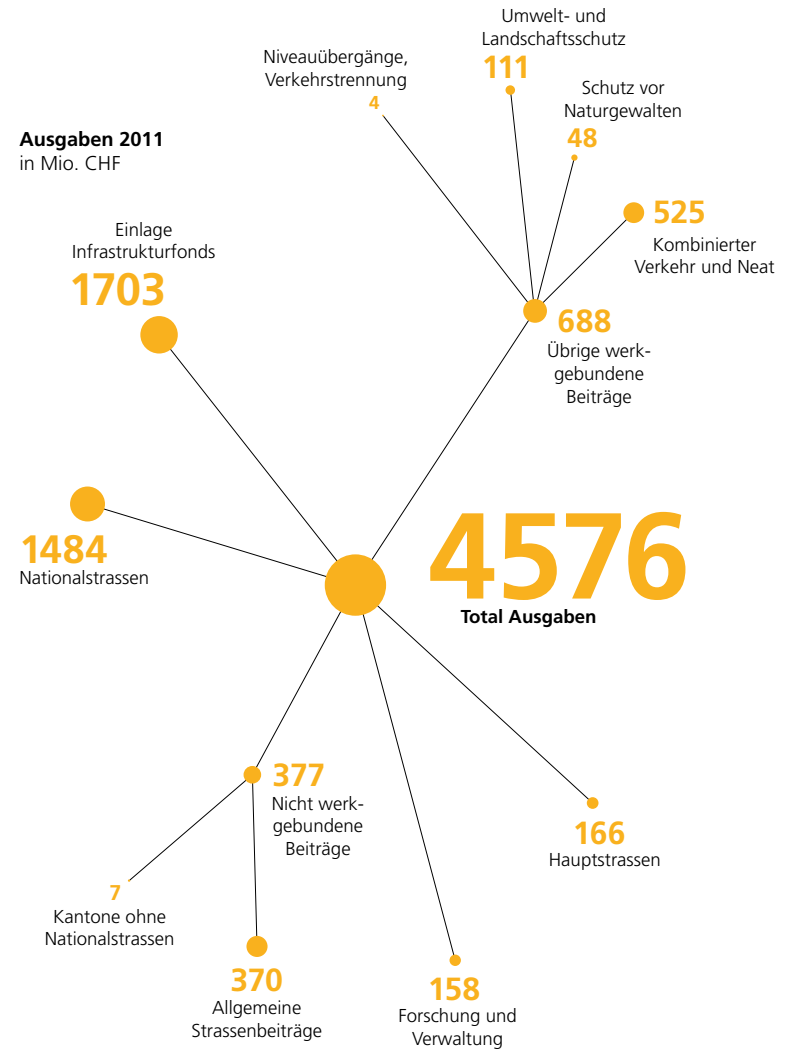 Ausgaben 2011
in Mio. CHF
Niveauübergänge,
Verkehrstrennung
4
Umwelt- und
Landschaftsschutz
111
Schutz vor
Naturgewalten
48
525
Kombinierter
Verkehr und Neat
688
Übrige werk-
gebundene
Beiträge
Einlage
Infrastrukturfonds
1703
1484
Nationalstrassen
4576
Total Ausgaben
377
Nicht werk-
gebundene
Beiträge
7
Kantone ohne
Nationalstrassen
370
Allgemeine
Strassenbeiträge
158
Forschung und
Verwaltung
166
Hauptstrassen